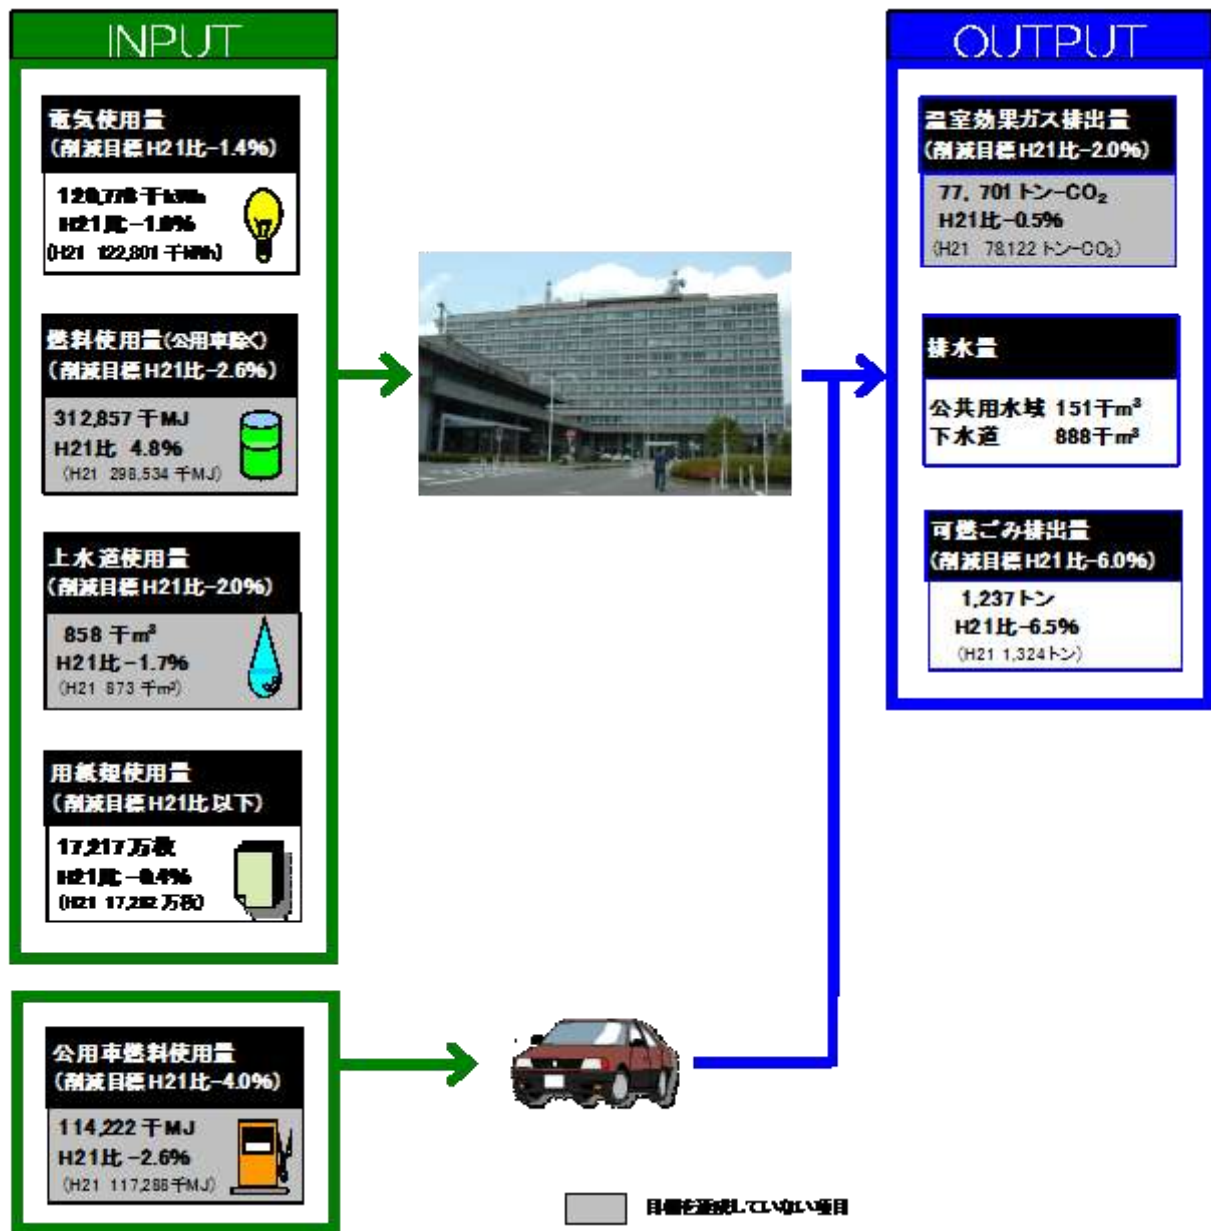 INPUT
電気使用量
(削減目標H21比-1.4%)
120,778 千kWh
H21比-1.6%
(H21 122,801 千kWh)
燃料使用量(公用車除く)
(削減目標H21比-2.6%)
312,857 千MJ
H21比 4.8%
(H21 298,534 千MJ)
上水道使用量
(削減目標H21比-2.0%)
858 千m³
H21比-1.7%
(H21 873 千m³)
用紙類使用量
(削減目標H21比以下)
17,217万枚
H21比-0.4%
(H21 17,282万枚)
公用車燃料使用量
(削減目標H21比-4.0%)
114,222 千MJ
H21比-2.6%
(H21 117,288千MJ)
OUTPUT
温室効果ガス排出量
(削減目標H21比-2.0%)
77,701 トン-CO₂
H21比-0.5%
(H21 78,122 トン-CO₂)
排水量
公共用水域 151千m³
下水道 888千m³
可燃ごみ排出量
(削減目標H21比-6.0%)
1,237トン
H21比-6.5%
(H21 1,324トン)
目標を達成していない項目